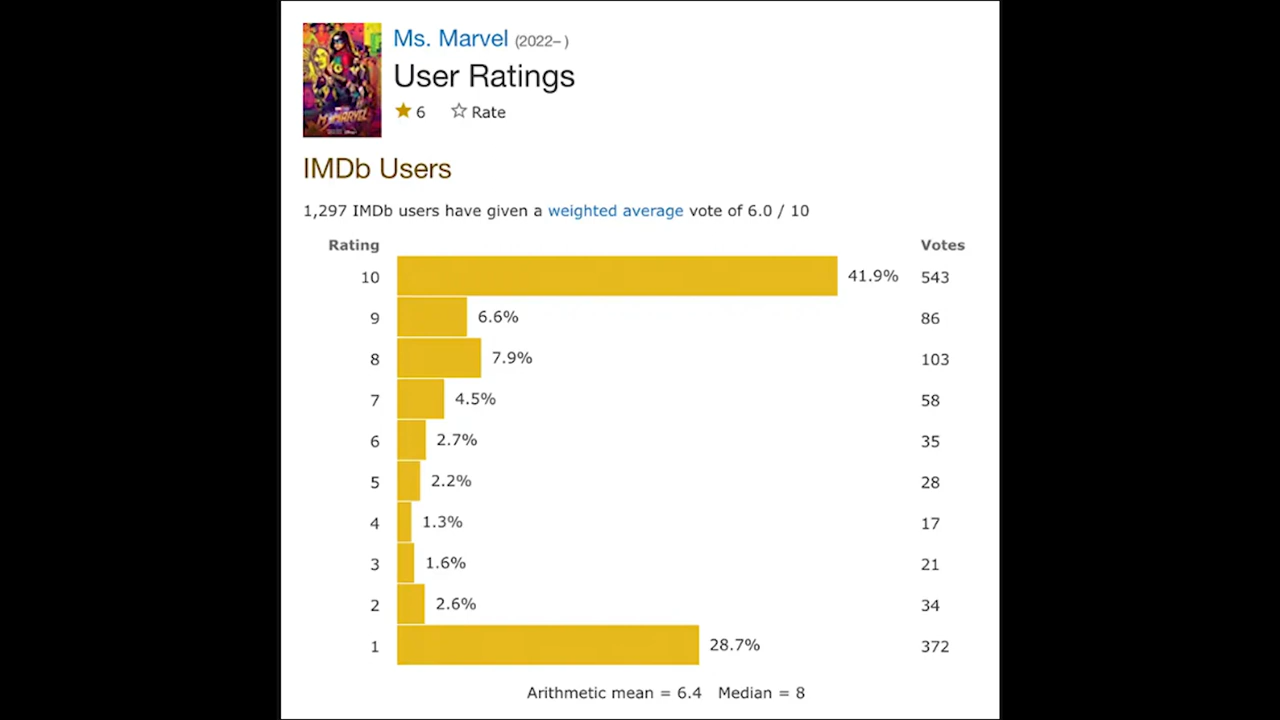 Ms. Marvel (2022– )
User Ratings
6 Rate
IMDb Users
1,297 IMDb users have given a weighted average vote of 6.0 / 10
Rating Votes
10 41.9% 543
9 6.6% 86
8 7.9% 103
7 4.5% 58
6 2.7% 35
5 2.2% 28
4 1.3% 17
3 1.6% 21
2 2.6% 34
1 28.7% 372
Arithmetic mean = 6.4 Median = 8